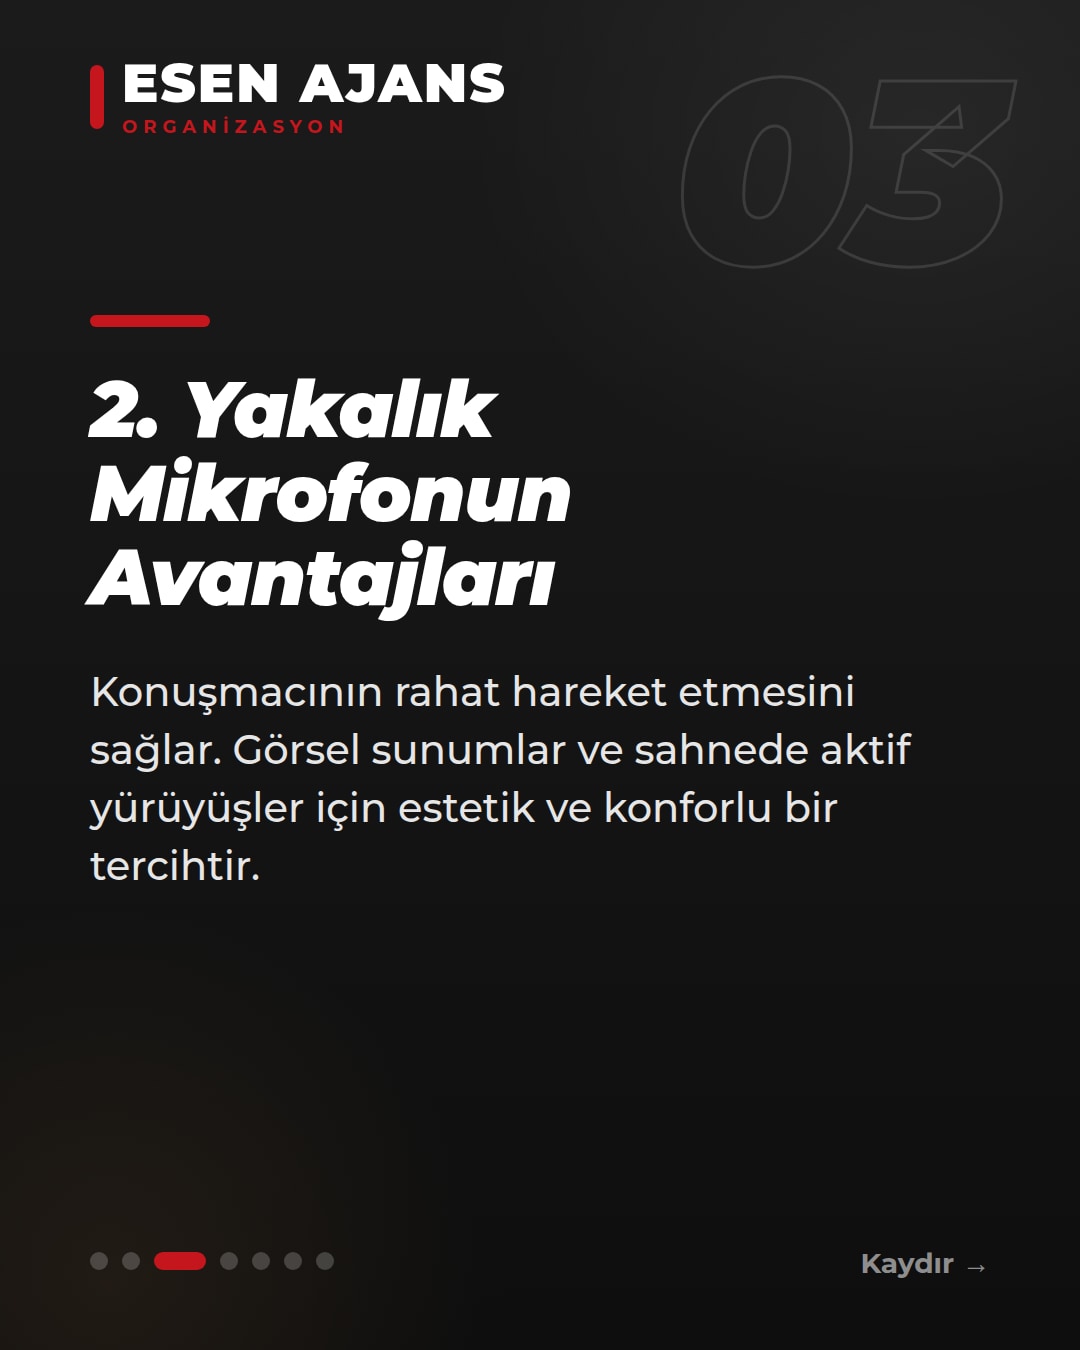 ESEN AJANS
ORGANİZASYON
03
2. Yakalık
Mikrofonun
Avantajları
Konuşmacının rahat hareket etmesini
sağlar. Görsel sunumlar ve sahnede aktif
yürüyüşler için estetik ve konforlu bir
tercihtir.
Kaydır →